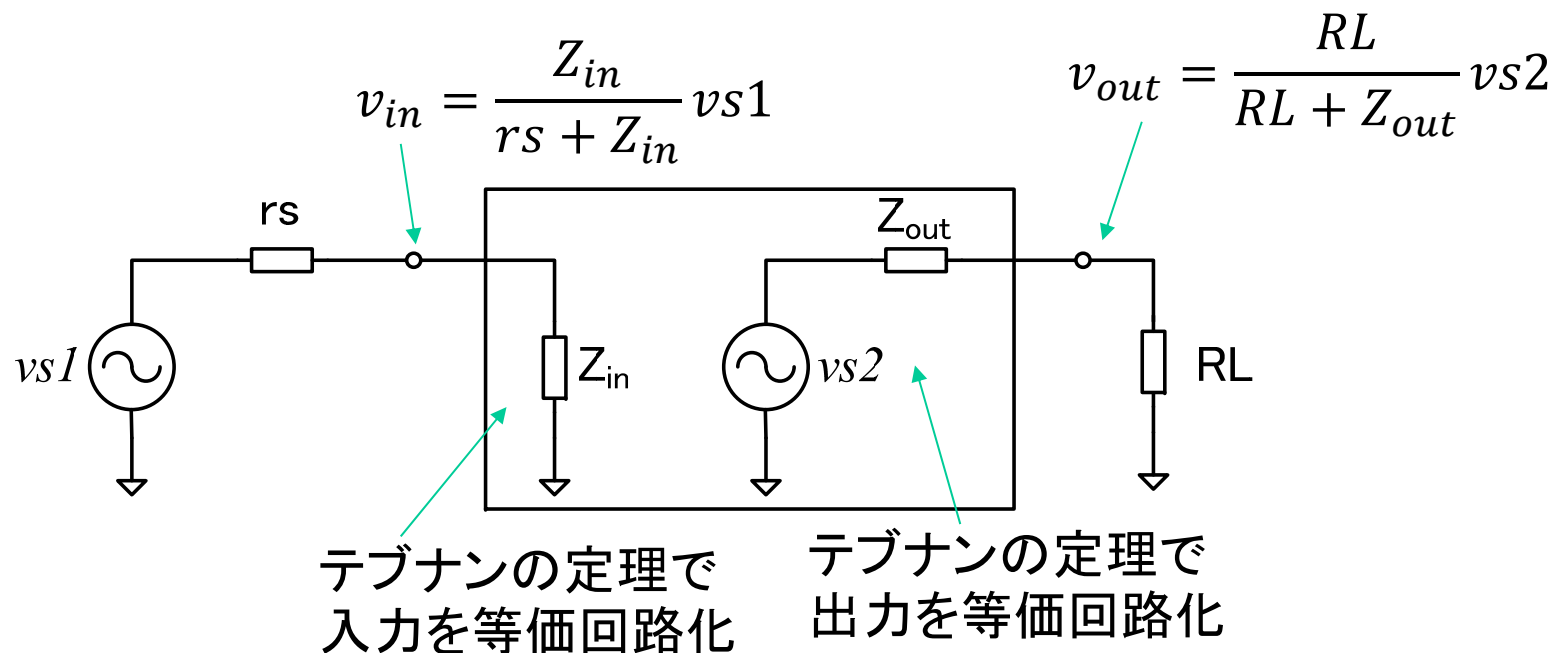 v_in = Z_in / (rs + Z_in) vs1
v_out = RL / (RL + Z_out) vs2
rs
Z_out
vs1
Z_in
vs2
RL
テブナンの定理で
入力を等価回路化
テブナンの定理で
出力を等価回路化